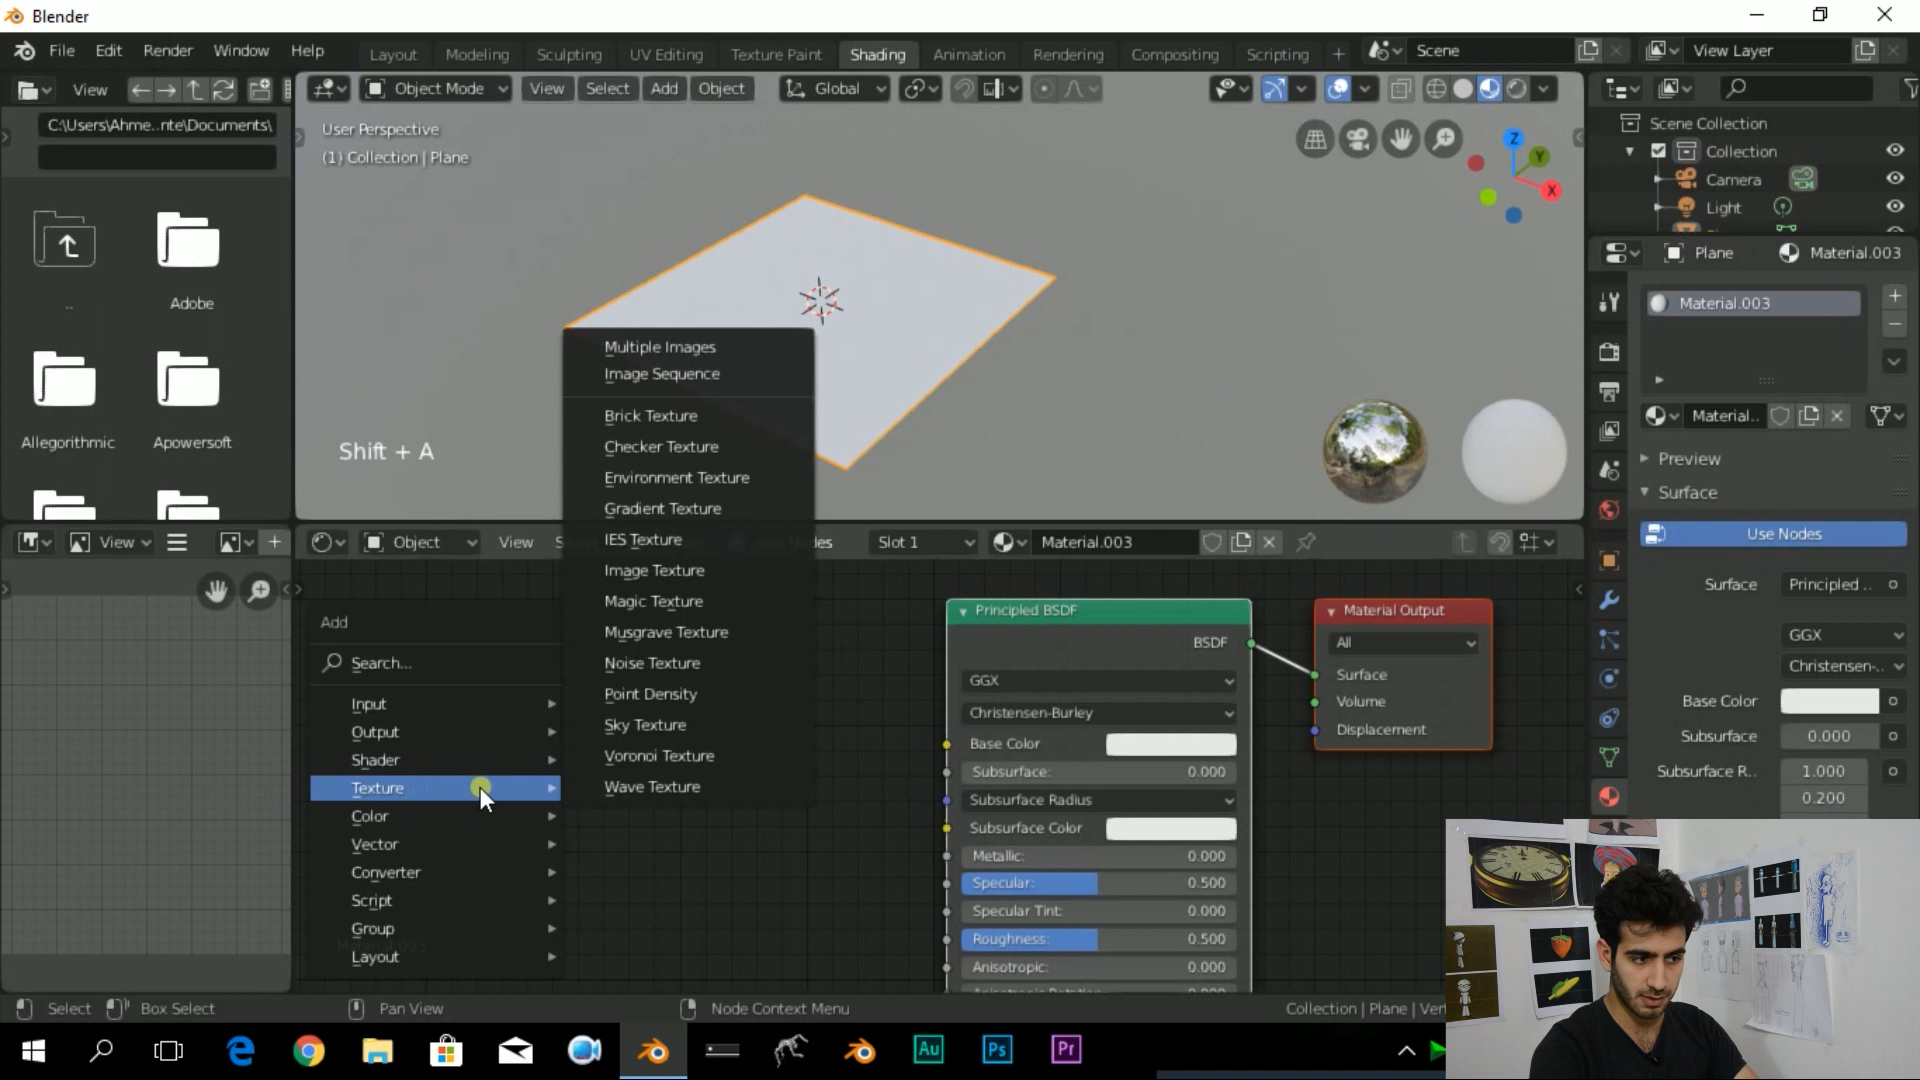 Blender
File Edit Render Window Help
Layout Modeling Sculpting UV Editing Texture Paint Shading Animation Rendering Compositing Scripting +
Scene
View Layer
View
Object Mode View Select Add Object
Global
C:\Users\Ahme..nte\Documents\
..
Adobe
Allegorithmic
Apowersoft
User Perspective
(1) Collection | Plane
Z
Y
X
Shift + A
Scene Collection
Collection
Camera
Light
Plane
Material.003
Material.003
Material..
Preview
Surface
Use Nodes
Surface
Principled ..
GGX
Christensen-..
Base Color
Subsurface
0.000
Subsurface R..
1.000
0.200
View
Object
View
Slot 1
Material.003
Add
Search...
Input
Output
Shader
Texture
Color
Vector
Converter
Script
Group
Layout
Multiple Images
Image Sequence
Brick Texture
Checker Texture
Environment Texture
Gradient Texture
IES Texture
Image Texture
Magic Texture
Musgrave Texture
Noise Texture
Point Density
Sky Texture
Voronoi Texture
Wave Texture
Principled BSDF
BSDF
GGX
Christensen-Burley
Base Color
Subsurface: 0.000
Subsurface Radius
Subsurface Color
Metallic: 0.000
Specular: 0.500
Specular Tint: 0.000
Roughness: 0.500
Anisotropic: 0.000
Material Output
All
Surface
Volume
Displacement
Select
Box Select
Pan View
Node Context Menu
Collection | Plane | Ver
Au
Ps
Pr